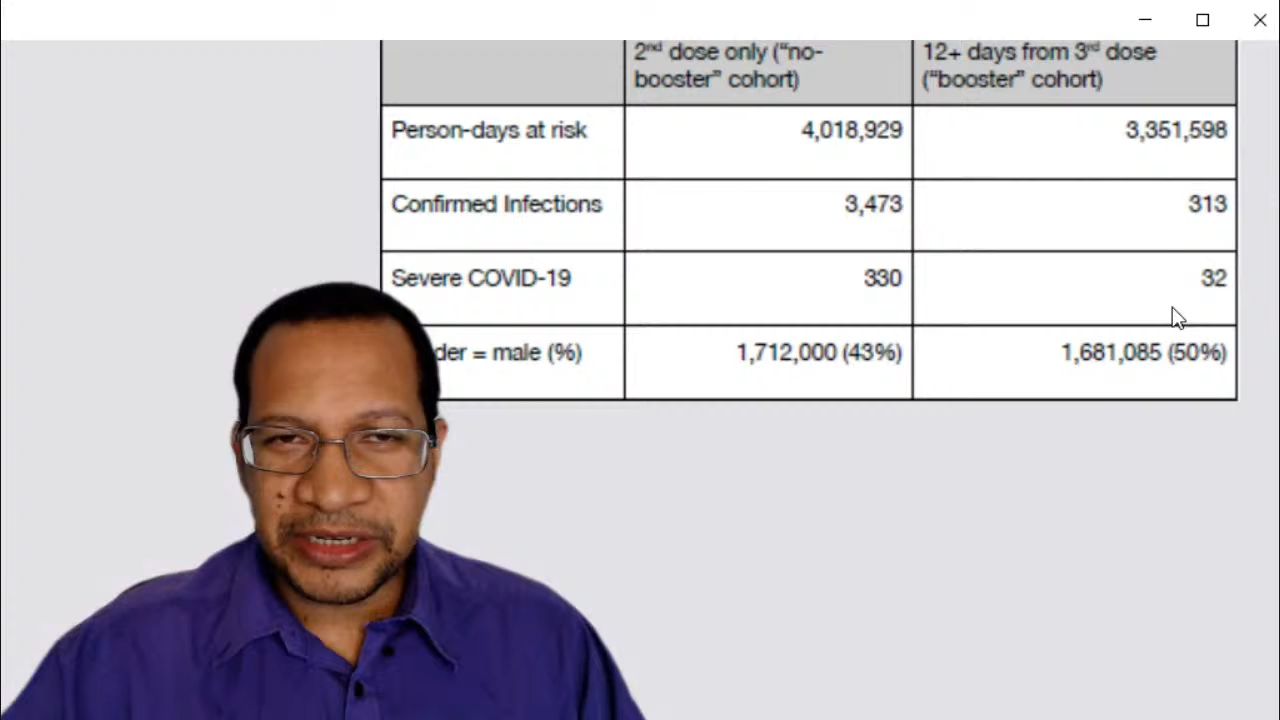 2nd dose only (“no-
booster” cohort)
12+ days from 3rd dose
(“booster” cohort)
Person-days at risk
4,018,929
3,351,598
Confirmed Infections
3,473
313
Severe COVID-19
330
32
der = male (%)
1,712,000 (43%)
1,681,085 (50%)